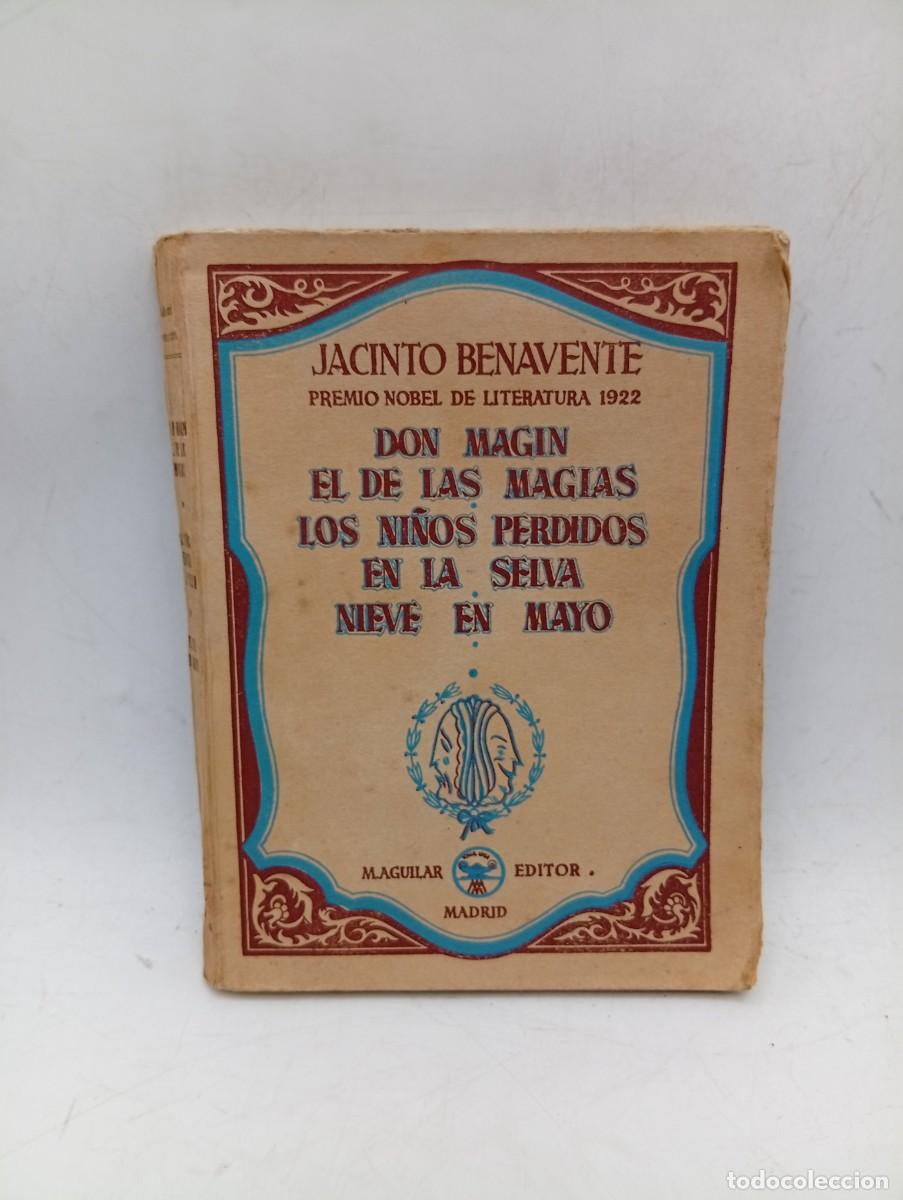 JACINTO BENAVENTE
PREMIO NOBEL DE LITERATURA 1922
DON MAGIN
EL DE LAS MAGIAS
LOS NIÑOS PERDIDOS
EN LA SELVA
NIEVE EN MAYO
M. AGUILAR EDITOR.
MADRID
todocoleccion